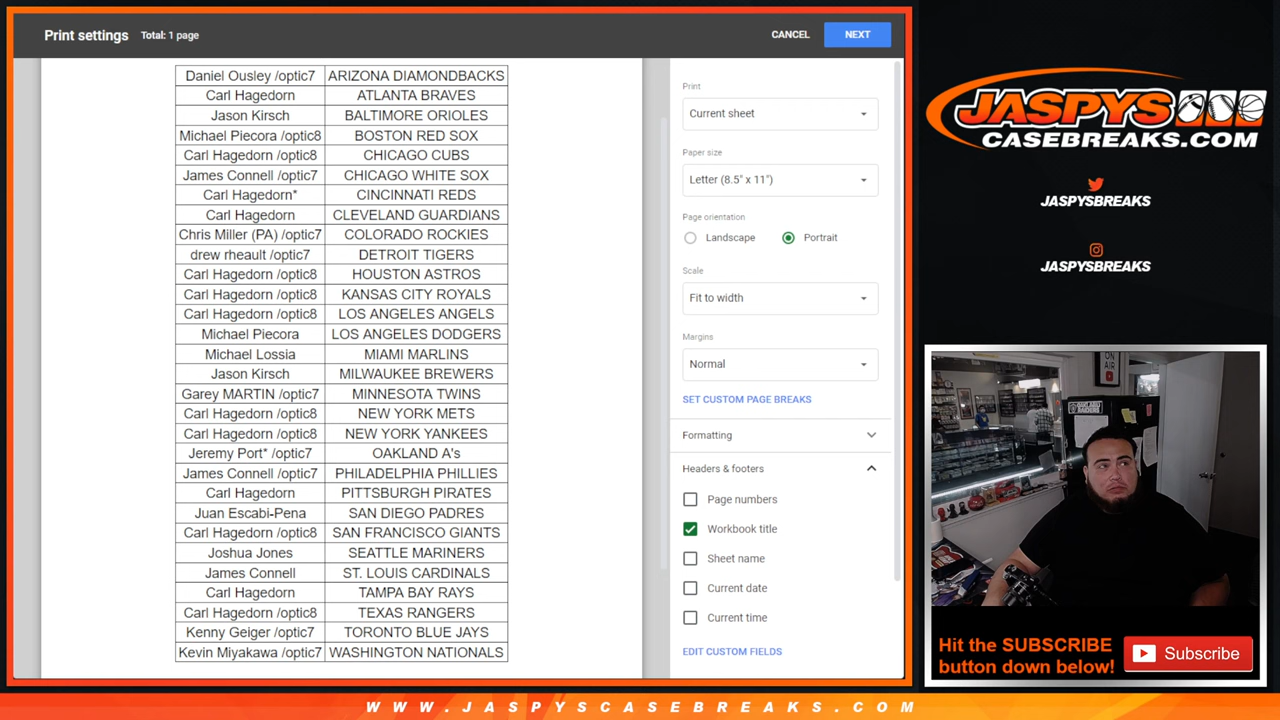 Print settings Total: 1 page CANCEL NEXT
Daniel Ousley /optic7 ARIZONA DIAMONDBACKS
Carl Hagedorn ATLANTA BRAVES
Jason Kirsch BALTIMORE ORIOLES
Michael Piecora /optic8 BOSTON RED SOX
Carl Hagedorn /optic8 CHICAGO CUBS
James Connell /optic7 CHICAGO WHITE SOX
Carl Hagedorn* CINCINNATI REDS
Carl Hagedorn CLEVELAND GUARDIANS
Chris Miller (PA) /optic7 COLORADO ROCKIES
drew rheault /optic7 DETROIT TIGERS
Carl Hagedorn /optic8 HOUSTON ASTROS
Carl Hagedorn /optic8 KANSAS CITY ROYALS
Carl Hagedorn /optic8 LOS ANGELES ANGELS
Michael Piecora LOS ANGELES DODGERS
Michael Lossia MIAMI MARLINS
Jason Kirsch MILWAUKEE BREWERS
Garey MARTIN /optic7 MINNESOTA TWINS
Carl Hagedorn /optic8 NEW YORK METS
Carl Hagedorn /optic8 NEW YORK YANKEES
Jeremy Port* /optic7 OAKLAND A's
James Connell /optic7 PHILADELPHIA PHILLIES
Carl Hagedorn PITTSBURGH PIRATES
Juan Escabi-Pena SAN DIEGO PADRES
Carl Hagedorn /optic8 SAN FRANCISCO GIANTS
Joshua Jones SEATTLE MARINERS
James Connell ST. LOUIS CARDINALS
Carl Hagedorn TAMPA BAY RAYS
Carl Hagedorn /optic8 TEXAS RANGERS
Kenny Geiger /optic7 TORONTO BLUE JAYS
Kevin Miyakawa /optic7 WASHINGTON NATIONALS
Print
Current sheet
Paper size
Letter (8.5" x 11")
Page orientation
Landscape Portrait
Scale
Fit to width
Margins
Normal
SET CUSTOM PAGE BREAKS
Formatting
Headers & footers
Page numbers
Workbook title
Sheet name
Current date
Current time
EDIT CUSTOM FIELDS
JASPYS
CASEBREAKS.COM
JASPYSBREAKS
JASPYSBREAKS
ON AIR
OAKLAND
RAIDERS
Hit the SUBSCRIBE
button down below!
Subscribe
WWW.JASPYSCASEBREAKS.COM